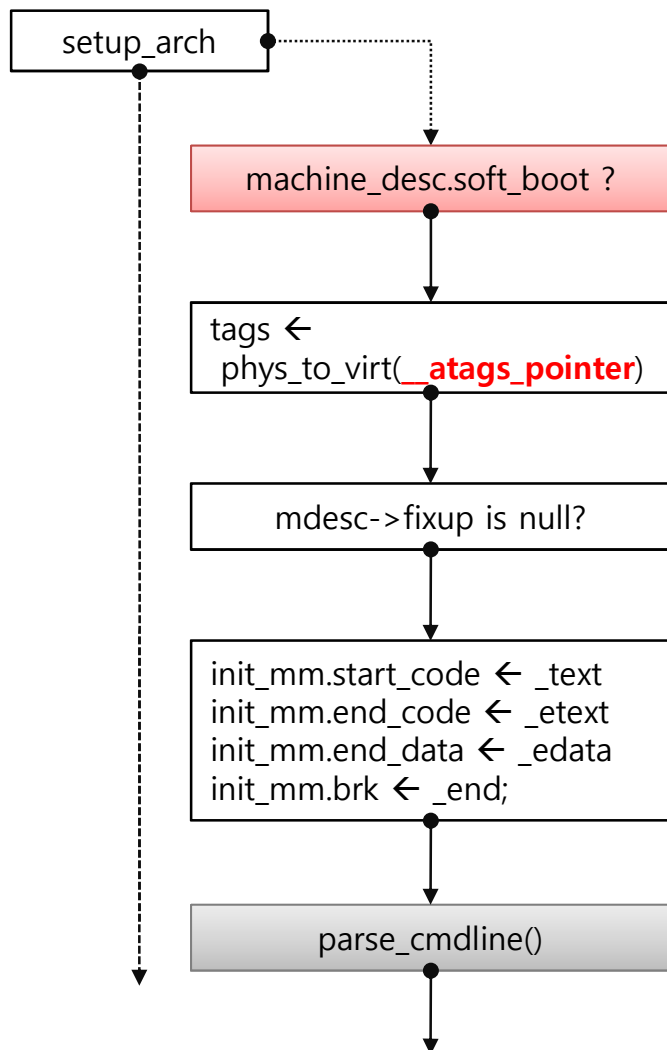 setup_arch
machine_desc.soft_boot ?
tags ←
phys_to_virt(__atags_pointer)
mdesc->fixup is null?
init_mm.start_code ← _text
init_mm.end_code ← _etext
init_mm.end_data ← _edata
init_mm.brk ← _end;
parse_cmdline()